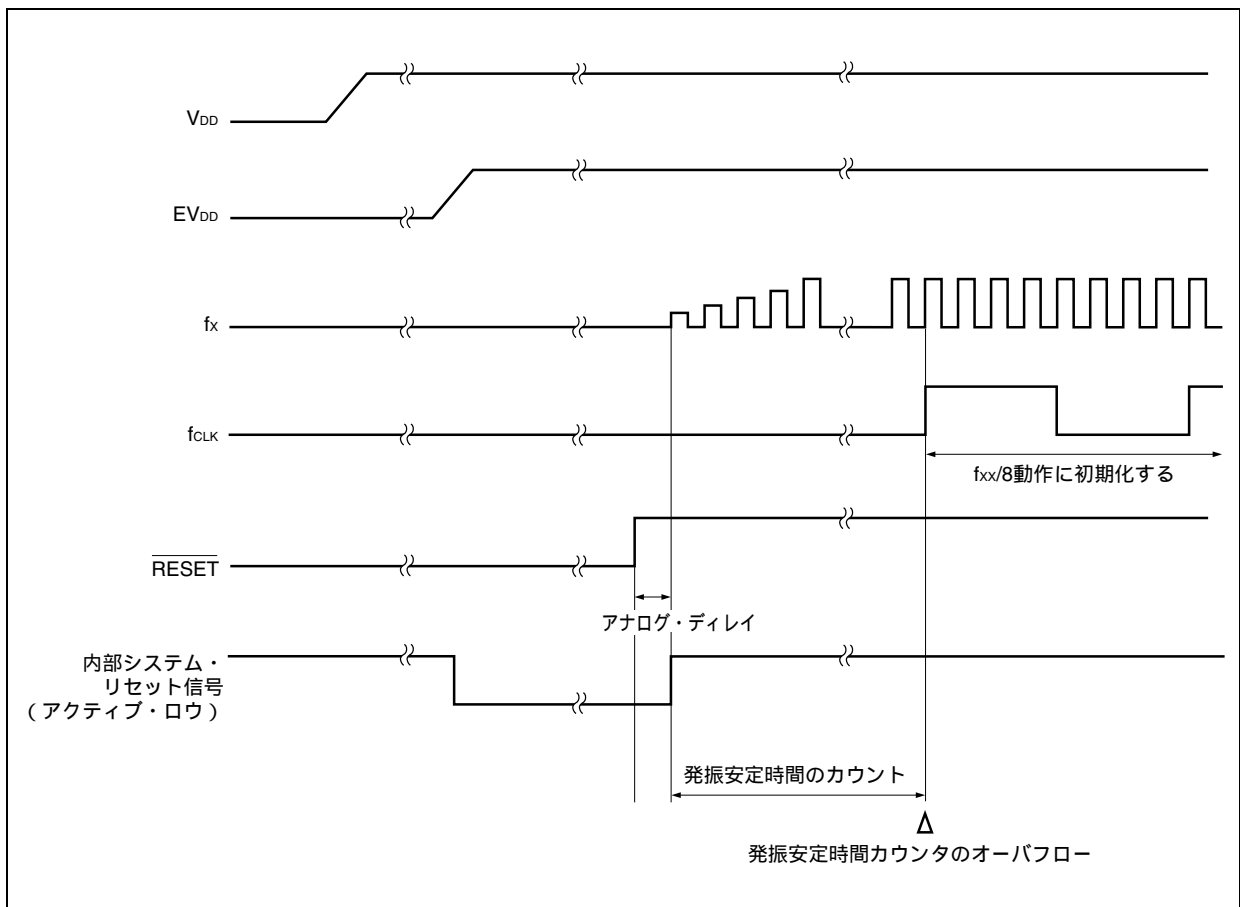 VDD
EVDD
fX
fCLK
fXX/8動作に初期化する
RESET
アナログ・ディレイ
内部システム・
リセット信号
(アクティブ・ロウ)
発振安定時間のカウント
発振安定時間カウンタのオーバフロー